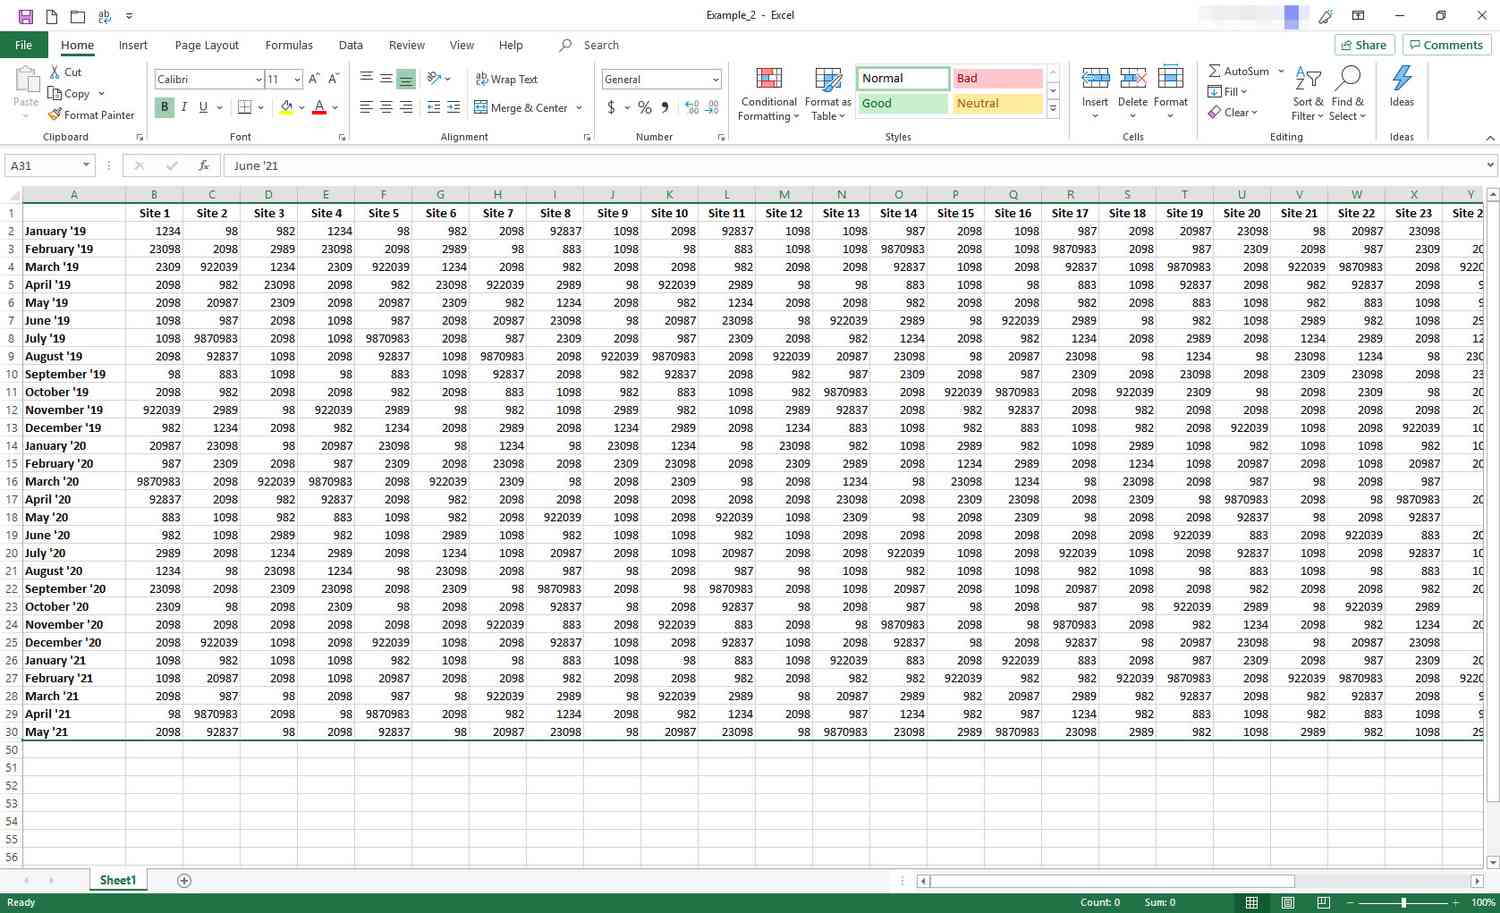 Example_2 - Excel
File Home Insert Page Layout Formulas Data Review View Help Search Share Comments
Paste Cut Copy Format Painter Clipboard
Calibri 11 B I U Font
Wrap Text Merge & Center Alignment
General $ % Number
Conditional Formatting Format as Table Normal Bad Good Neutral Styles
Insert Delete Format Cells
AutoSum Fill Clear Sort & Filter Find & Select Editing
Ideas Ideas
A31 fx June '21
A B C D E F G H I J K L M N O P Q R S T U V W X Y
1 Site 1 Site 2 Site 3 Site 4 Site 5 Site 6 Site 7 Site 8 Site 9 Site 10 Site 11 Site 12 Site 13 Site 14 Site 15 Site 16 Site 17 Site 18 Site 19 Site 20 Site 21 Site 22 Site 23 Site 2
2 January '19 1234 98 982 1234 98 982 2098 92837 1098 2098 92837 1098 1098 987 2098 1098 987 2098 20987 23098 98 20987 23098
3 February '19 23098 2098 2989 23098 2098 2989 98 883 1098 98 883 1098 1098 9870983 2098 1098 9870983 2098 987 2309 2098 987 2309 20
4 March '19 2309 922039 1234 2309 922039 1234 2098 982 2098 2098 982 2098 2098 92837 1098 2098 92837 1098 9870983 2098 922039 9870983 2098 9220
5 April '19 2098 982 23098 2098 982 23098 922039 2989 98 922039 2989 98 98 883 1098 98 883 1098 92837 2098 982 92837 2098 9
6 May '19 2098 20987 2309 2098 20987 2309 982 1234 2098 982 1234 2098 2098 982 2098 2098 982 2098 883 1098 982 883 1098 9
7 June '19 1098 987 2098 1098 987 2098 20987 23098 98 20987 23098 98 922039 2989 98 922039 2989 98 982 1098 2989 982 1098 29
8 July '19 1098 9870983 2098 1098 9870983 2098 987 2309 2098 987 2309 2098 982 1234 2098 982 1234 2098 2989 2098 1234 2989 2098 12
9 August '19 2098 92837 1098 2098 92837 1098 9870983 2098 922039 9870983 2098 922039 20987 23098 98 20987 23098 98 1234 98 23098 1234 98 230
10 September '19 98 883 1098 98 883 1098 92837 2098 982 92837 2098 982 987 2309 2098 987 2309 2098 23098 2098 2309 23098 2098 23
11 October '19 2098 982 2098 2098 982 2098 883 1098 982 883 1098 982 9870983 2098 922039 9870983 2098 922039 2309 98 2098 2309 98 20
12 November '19 922039 2989 98 922039 2989 98 982 1098 2989 982 1098 2989 92837 2098 982 92837 2098 982 2098 2098 2098 2098 2098 20
13 December '19 982 1234 2098 982 1234 2098 2989 2098 1234 2989 2098 1234 883 1098 982 883 1098 982 2098 922039 1098 2098 922039 10
14 January '20 20987 23098 98 20987 23098 98 1234 98 23098 1234 98 23098 982 1098 2989 982 1098 2989 1098 982 1098 1098 982 10
15 February '20 987 2309 2098 987 2309 2098 23098 2098 2309 23098 2098 2309 2989 2098 1234 2989 2098 1234 1098 20987 2098 1098 20987 20
16 March '20 9870983 2098 922039 9870983 2098 922039 2309 98 2098 2309 98 2098 1234 98 23098 1234 98 23098 2098 987 98 2098 987
17 April '20 92837 2098 982 92837 2098 982 2098 2098 2098 2098 2098 2098 23098 2098 2309 23098 2098 2309 98 9870983 2098 98 9870983 20
18 May '20 883 1098 982 883 1098 982 2098 922039 1098 2098 922039 1098 2309 98 2098 2309 98 2098 2098 92837 98 2098 92837
19 June '20 982 1098 2989 982 1098 2989 1098 982 1098 1098 982 1098 2098 2098 2098 2098 2098 2098 922039 883 2098 922039 883 20
20 July '20 2989 2098 1234 2989 2098 1234 1098 20987 2098 1098 20987 2098 2098 922039 1098 2098 922039 1098 2098 92837 1098 2098 92837 10
21 August '20 1234 98 23098 1234 98 23098 2098 987 98 2098 987 98 1098 982 1098 1098 982 1098 98 883 1098 98 883 10
22 September '20 23098 2098 2309 23098 2098 2309 98 9870983 2098 98 9870983 2098 1098 20987 2098 1098 20987 2098 2098 982 2098 2098 982 20
23 October '20 2309 98 2098 2309 98 2098 2098 92837 98 2098 92837 98 2098 987 98 2098 987 98 922039 2989 98 922039 2989
24 November '20 2098 2098 2098 2098 2098 2098 922039 883 2098 922039 883 2098 98 9870983 2098 98 9870983 2098 982 1234 2098 982 1234 20
25 December '20 2098 922039 1098 2098 922039 1098 2098 92837 1098 2098 92837 1098 2098 92837 98 2098 92837 98 20987 23098 98 20987 23098
26 January '21 1098 982 1098 1098 982 1098 98 883 1098 98 883 1098 922039 883 2098 922039 883 2098 987 2309 2098 987 2309 20
27 February '21 1098 20987 2098 1098 20987 2098 2098 982 2098 2098 982 2098 982 982 922039 982 982 922039 9870983 2098 922039 9870983 2098 9220
28 March '21 2098 987 98 2098 987 98 922039 2989 98 922039 2989 98 20987 2989 982 20987 2989 982 92837 2098 982 92837 2098 9
29 April '21 98 9870983 2098 98 9870983 2098 982 1234 2098 982 1234 2098 987 1234 982 987 1234 982 883 1098 982 883 1098 9
30 May '21 2098 92837 98 2098 92837 98 20987 23098 98 20987 23098 98 9870983 23098 2989 9870983 23098 2989 982 1098 2989 982 1098 29
50
51
52
53
54
55
56
Sheet1
Ready Count: 0 Sum: 0 100%